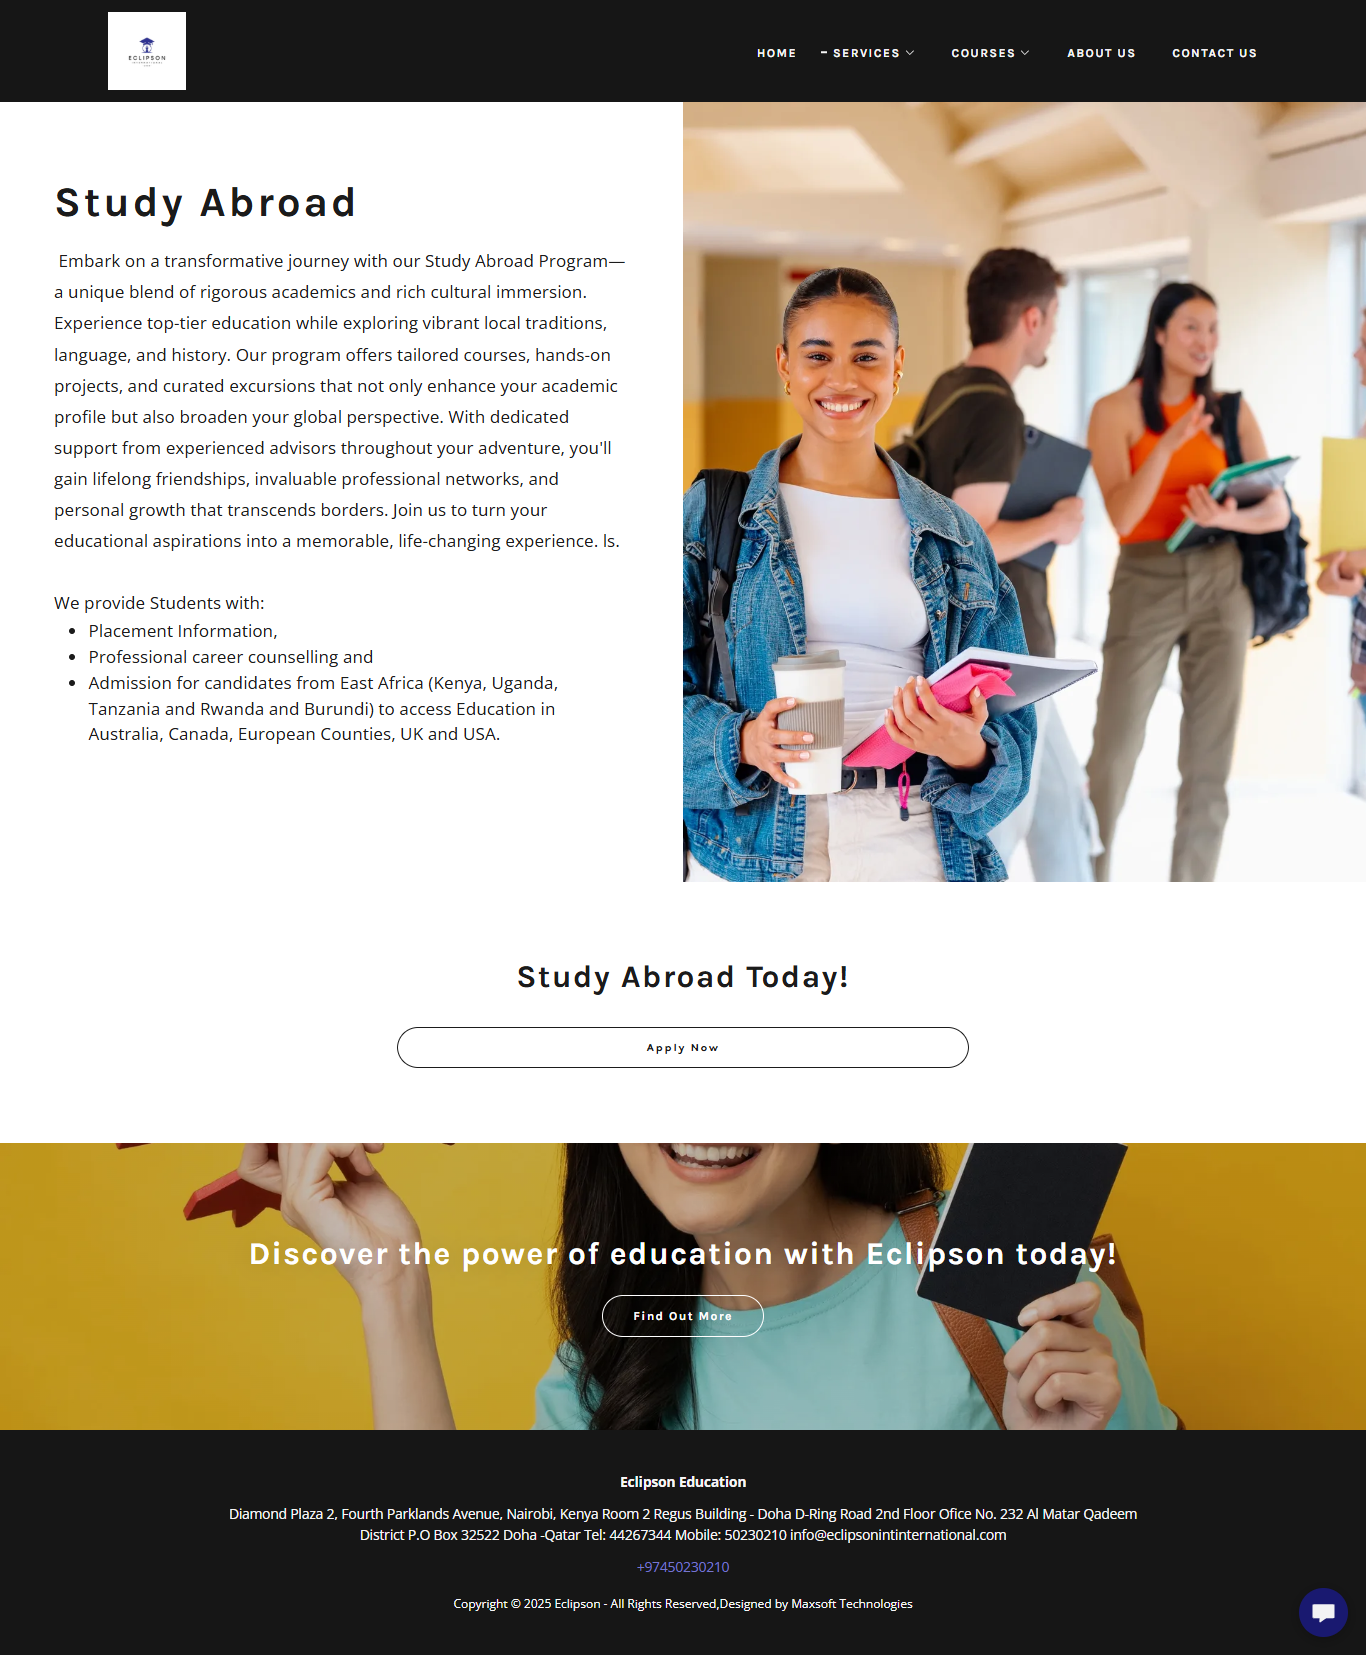 ECLIPSON
INTERNATIONAL
HOME
SERVICES
COURSES
ABOUT US
CONTACT US
Study Abroad
Embark on a transformative journey with our Study Abroad Program—
a unique blend of rigorous academics and rich cultural immersion.
Experience top-tier education while exploring vibrant local traditions,
language, and history. Our program offers tailored courses, hands-on
projects, and curated excursions that not only enhance your academic
profile but also broaden your global perspective. With dedicated
support from experienced advisors throughout your adventure, you'll
gain lifelong friendships, invaluable professional networks, and
personal growth that transcends borders. Join us to turn your
educational aspirations into a memorable, life-changing experience. ls.
We provide Students with:
• Placement Information,
• Professional career counselling and
• Admission for candidates from East Africa (Kenya, Uganda,
Tanzania and Rwanda and Burundi) to access Education in
Australia, Canada, European Counties, UK and USA.
Study Abroad Today!
Apply Now
Discover the power of education with Eclipson today!
Find Out More
Eclipson Education
Diamond Plaza 2, Fourth Parklands Avenue, Nairobi, Kenya Room 2 Regus Building - Doha D-Ring Road 2nd Floor Ofice No. 232 Al Matar Qadeem
District P.O Box 32522 Doha -Qatar Tel: 44267344 Mobile: 50230210 info@eclipsonintinternational.com
+97450230210
Copyright © 2025 Eclipson - All Rights Reserved,Designed by Maxsoft Technologies